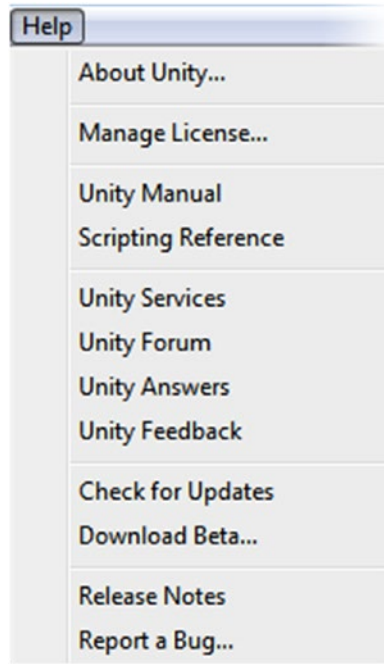 Help
About Unity...
Manage License...
Unity Manual
Scripting Reference
Unity Services
Unity Forum
Unity Answers
Unity Feedback
Check for Updates
Download Beta...
Release Notes
Report a Bug...